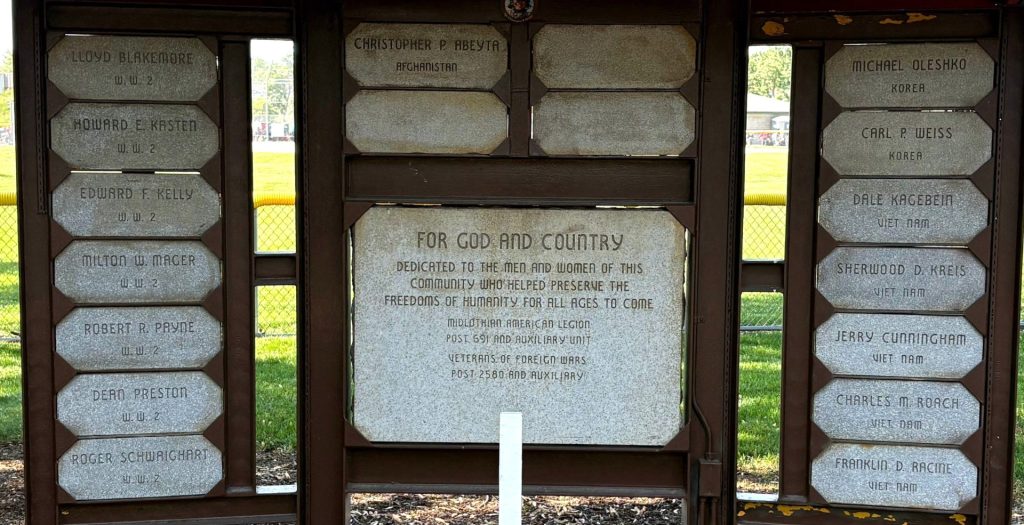 LLOYD BLAKEMORE
W. W. 2
HOWARD E. KASTEN
W. W. 2
EDWARD F. KELLY
W. W. 2
MILTON W. MAGER
W. W. 2
ROBERT R. PAYNE
W. W. 2
DEAN PRESTON
W. W. 2
ROGER SCHWAIGHART
W. W. 2
CHRISTOPHER P. ABEYTA
AFGHANISTAN
FOR GOD AND COUNTRY
DEDICATED TO THE MEN AND WOMEN OF THIS
COMMUNITY WHO HELPED PRESERVE THE
FREEDOMS OF HUMANITY FOR ALL AGES TO COME
MIDLOTHIAN AMERICAN LEGION
POST 691 AND AUXILIARY UNIT
VETERANS OF FOREIGN WARS
POST 2580 AND AUXILIARY
MICHAEL OLESHKO
KOREA
CARL P. WEISS
KOREA
DALE KAGEBEIN
VIET NAM
SHERWOOD D. KREIS
VIET NAM
JERRY CUNNINGHAM
VIET NAM
CHARLES M. ROACH
VIET NAM
FRANKLIN D. RACINE
VIET NAM